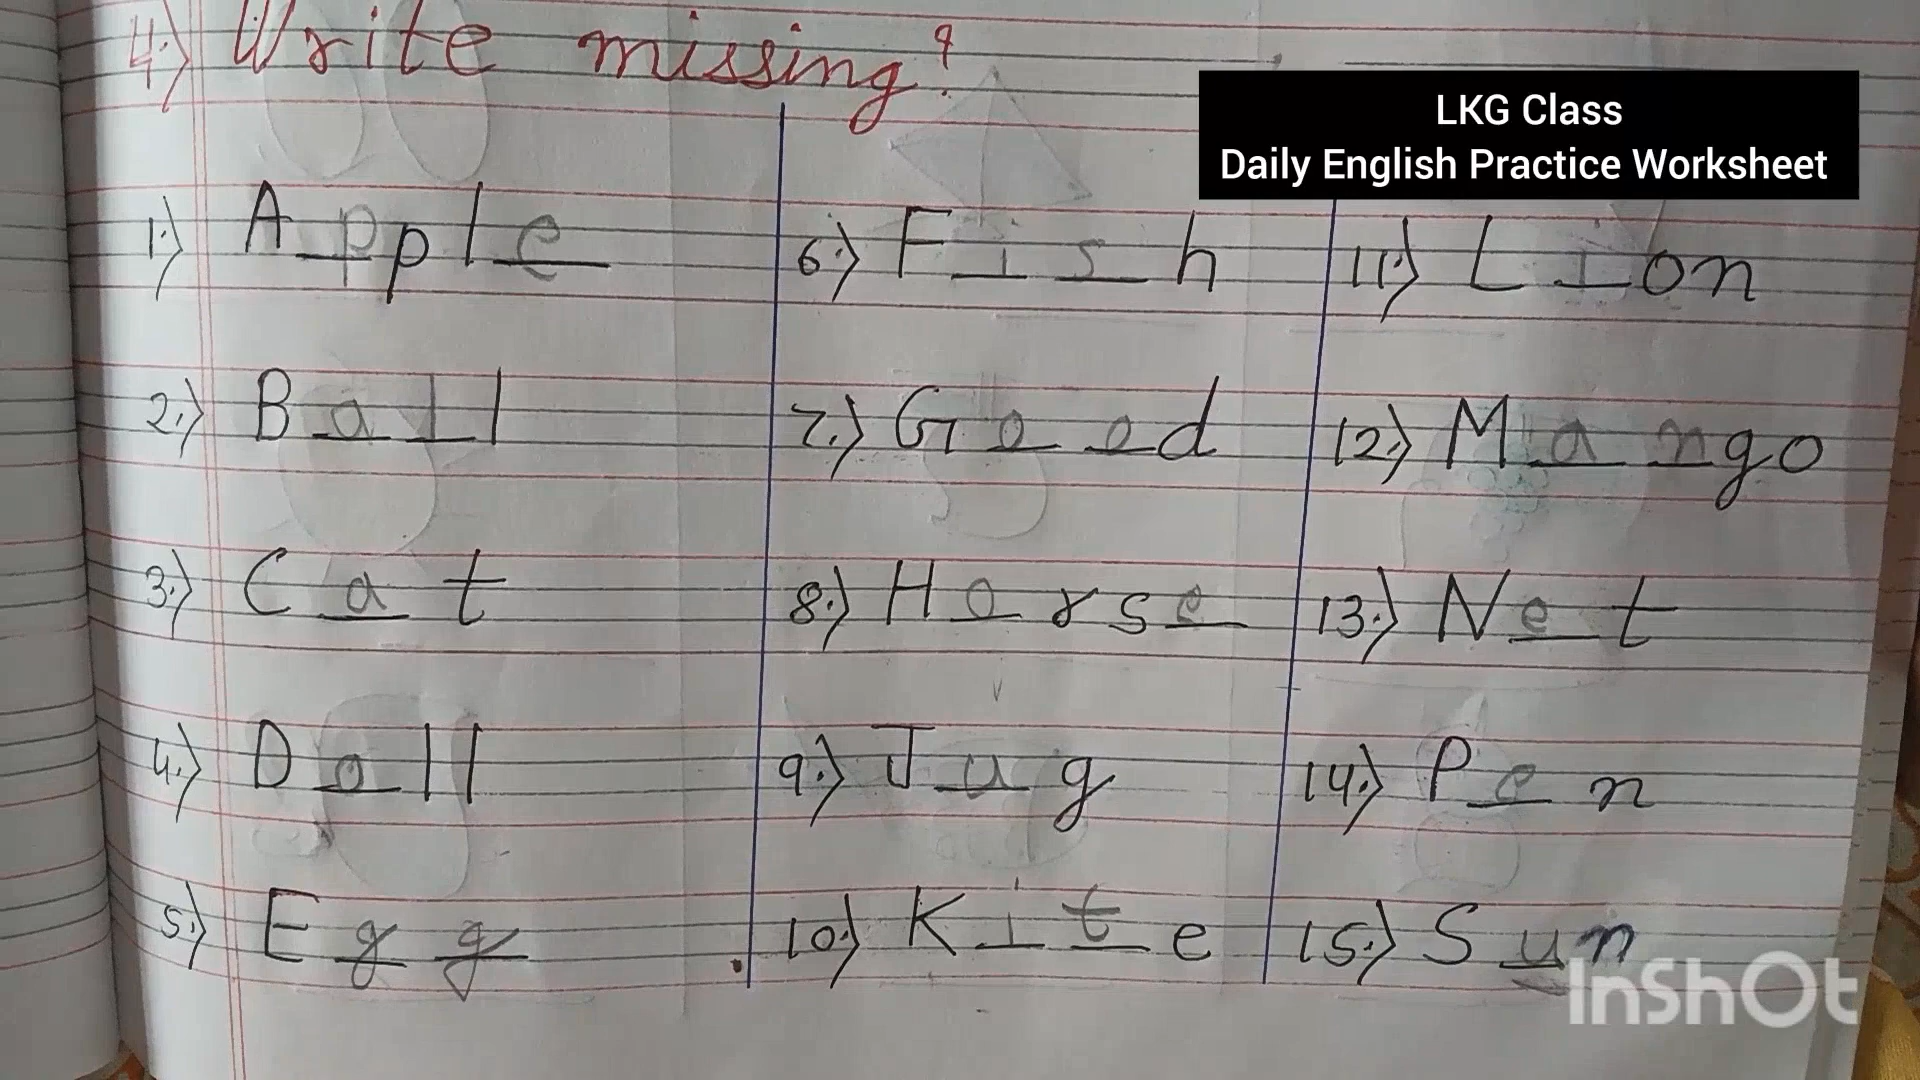 4.) Write missing?
LKG Class
Daily English Practice Worksheet
1.) Apple
2.) Ball
3.) Cat
4.) Doll
5.) Egg
6.) Fish
7.) Good
8.) Horse
9.) Jug
10.) Kite
11.) Lion
12.) Mango
13.) Net
14.) Pen
15.) Sun
InShOt